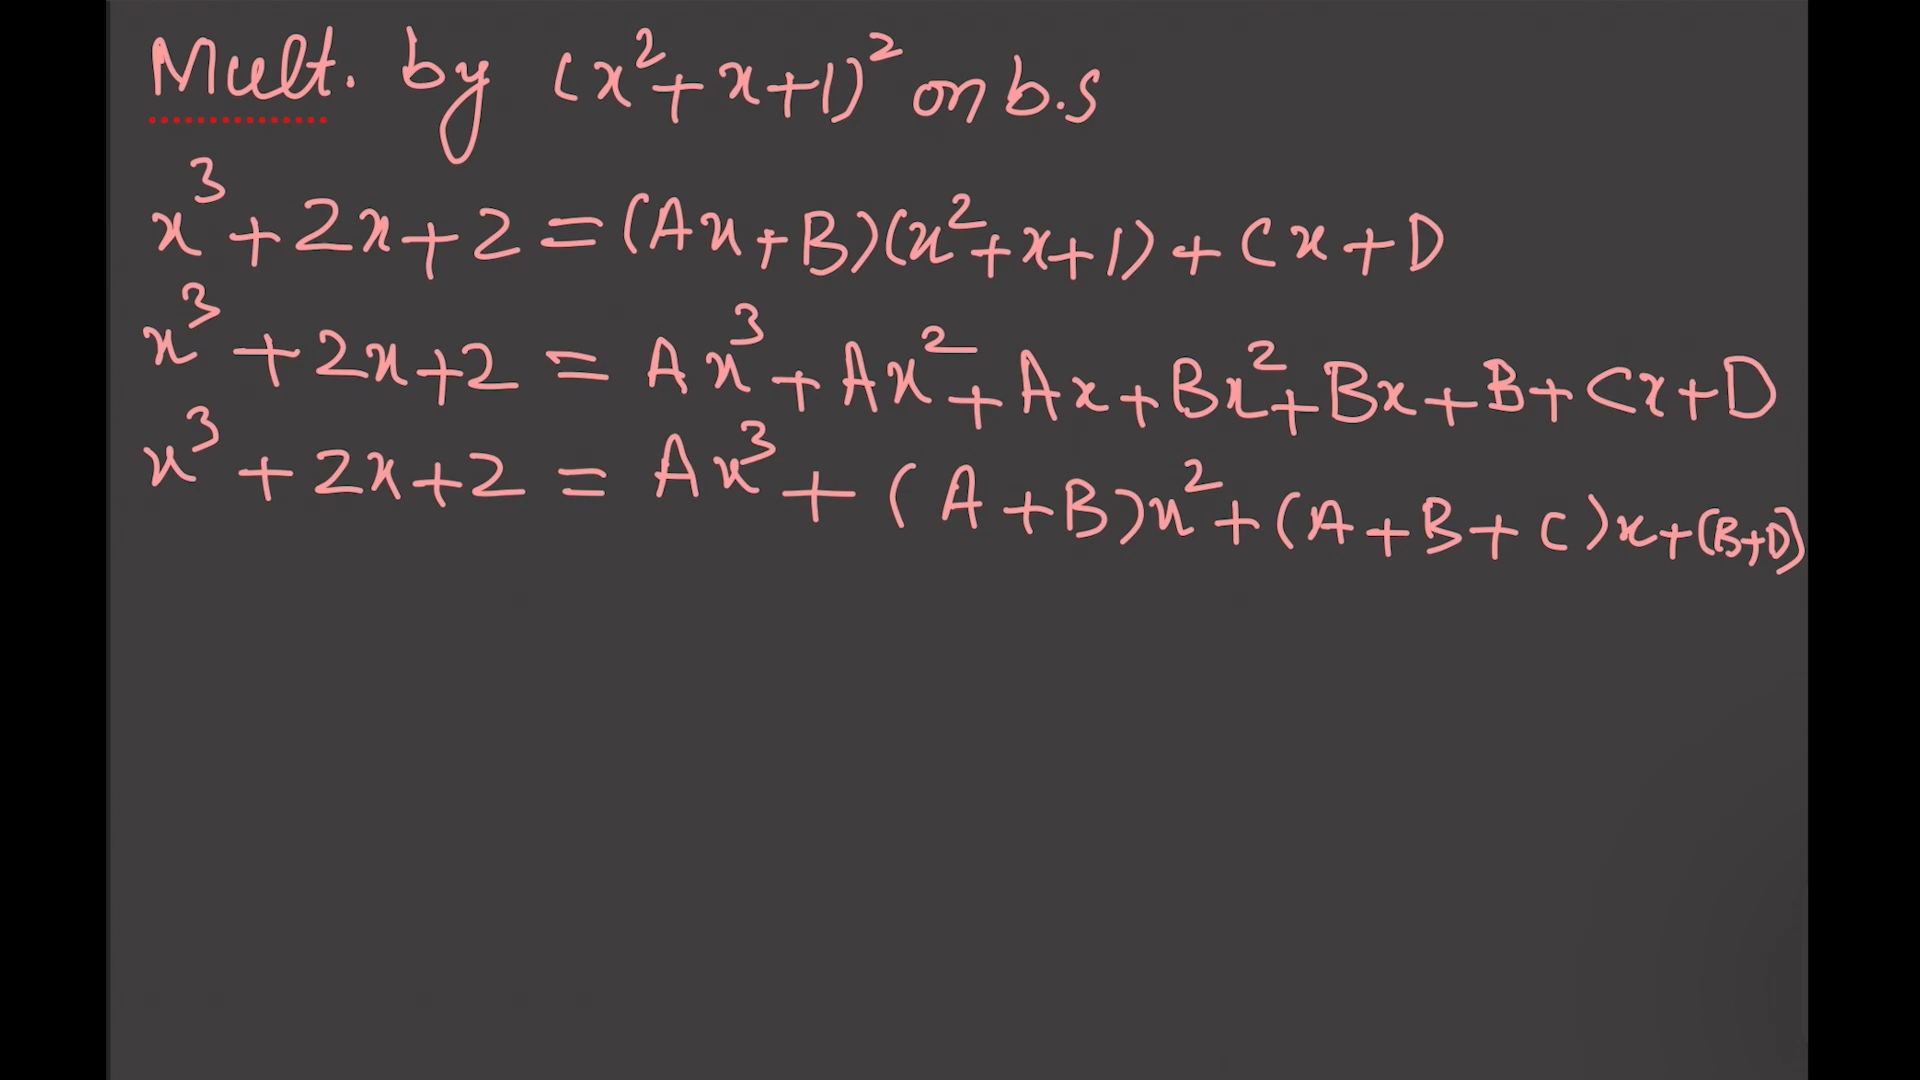 Mult. by (x²+x+1)² on b.s
x³+2x+2=(Ax+B)(x²+x+1)+Cx+D
x³+2x+2=Ax³+Ax²+Ax+Bx²+Bx+B+Cx+D
x³+2x+2=Ax³+(A+B)x²+(A+B+C)x+(B+D)